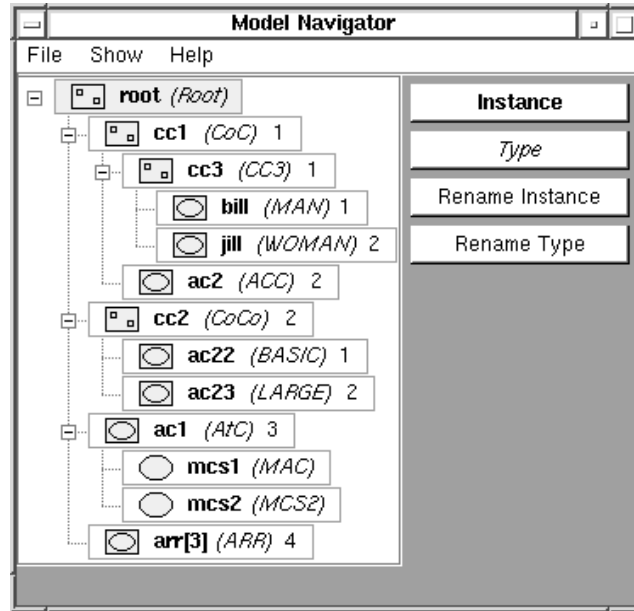 Model Navigator
File Show Help
root (Root)
cc1 (CoC) 1
cc3 (CC3) 1
bill (MAN) 1
jill (WOMAN) 2
ac2 (ACC) 2
cc2 (CoCo) 2
ac22 (BASIC) 1
ac23 (LARGE) 2
ac1 (AtC) 3
mcs1 (MAC)
mcs2 (MCS2)
arr[3] (ARR) 4
Instance
Type
Rename Instance
Rename Type